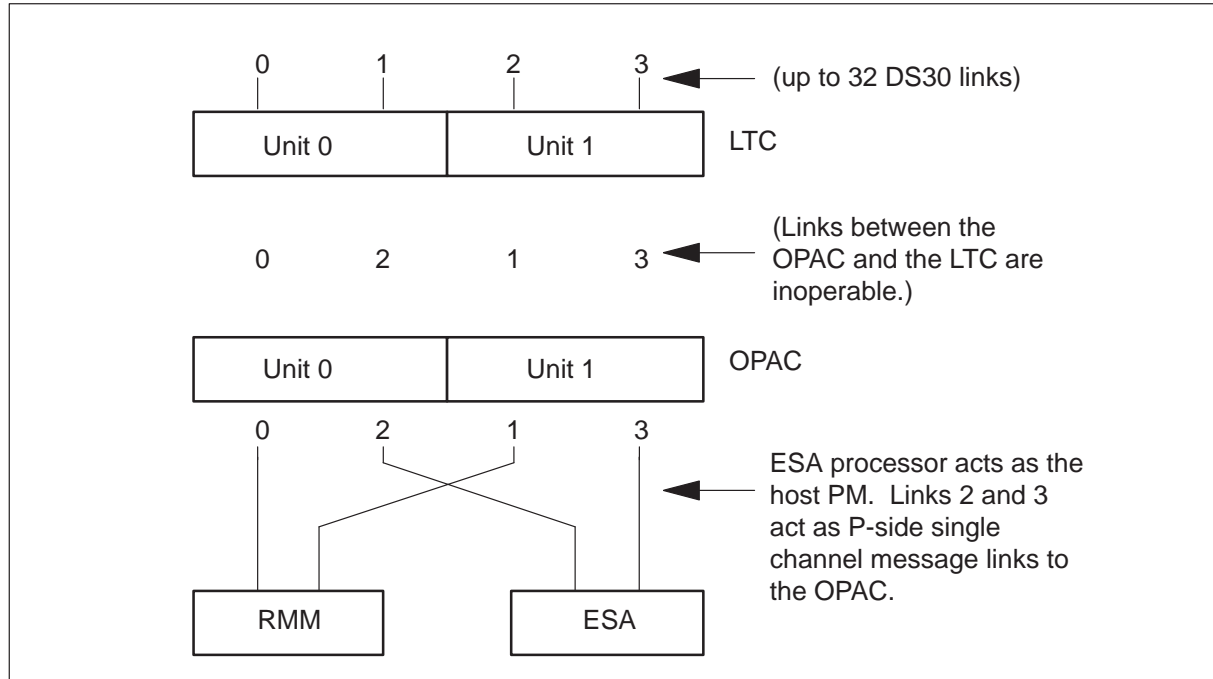 0 1 2 3
(up to 32 DS30 links)
Unit 0 Unit 1 LTC
(Links between the
OPAC and the LTC are
inoperable.)
0 2 1 3
Unit 0 Unit 1 OPAC
0 2 1 3
ESA processor acts as the
host PM. Links 2 and 3
act as P-side single
channel message links to
the OPAC.
RMM ESA